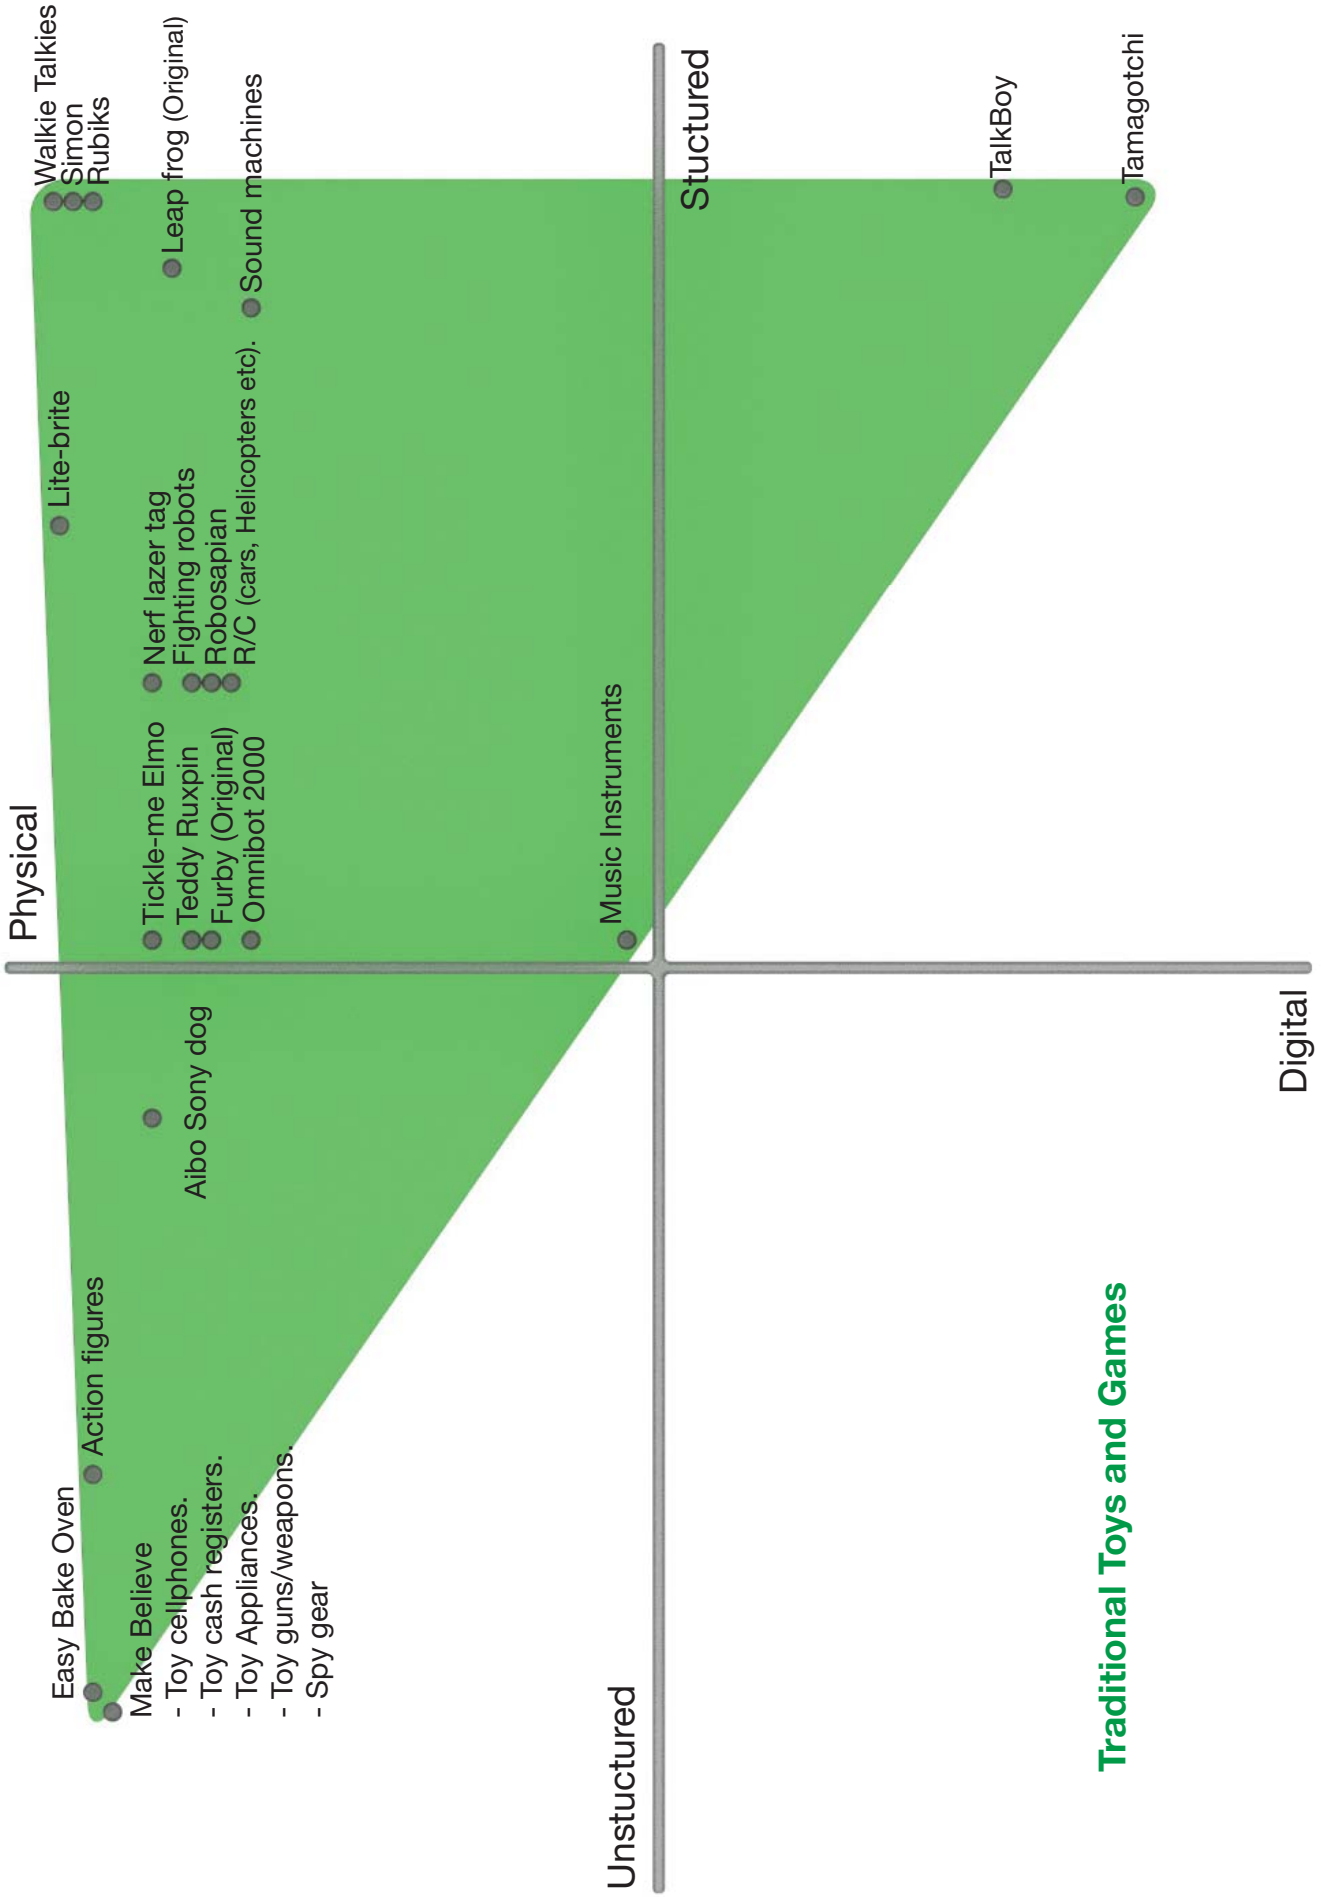 Physical
Easy Bake Oven
Action figures
Make Believe
- Toy cellphones.
- Toy cash registers.
- Toy Appliances.
- Toy guns/weapons.
- Spy gear
Aibo Sony dog
Tickle-me Elmo
Teddy Ruxpin
Furby (Original)
Omnibot 2000
Nerf lazer tag
Fighting robots
Robosapian
R/C (cars, Helicopters etc).
Lite-brite
Walkie Talkies
Simon
Rubiks
Leap frog (Original)
Sound machines
Music Instruments
Unstuctured
Stuctured
TalkBoy
Tamagotchi
Traditional Toys and Games
Digital